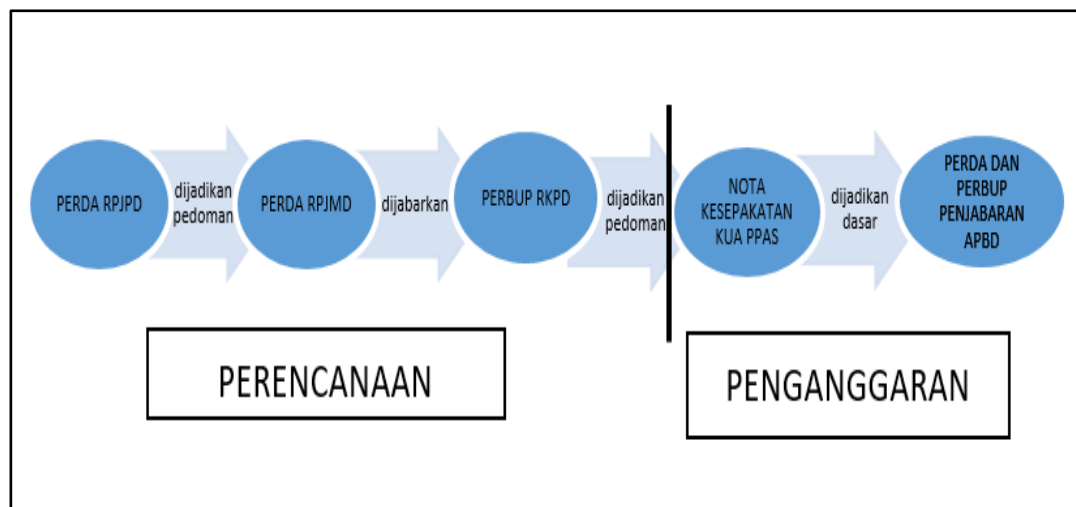 PERDA RPJPD
dijadikan
pedoman
PERDA RPJMD
dijabarkan
PERBUP RKPD
dijadikan
pedoman
NOTA
KESEPAKATAN
KUA PPAS
dijadikan
dasar
PERDA DAN
PERBUP
PENJABARAN
APBD
PERENCANAAN
PENGANGGARAN